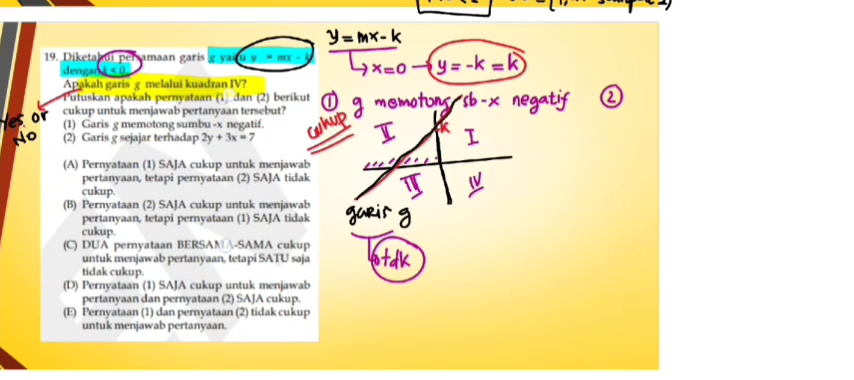 y = mx - k
x=0 → y = -k = k
19. Diketahui persamaan garis g yaitu y = mx - k
dengan k < 0.
Apakah garis g melalui kuadran IV?
Putuskan apakah pernyataan (1) dan (2) berikut
cukup untuk menjawab pertanyaan tersebut?
(1) Garis g memotong sumbu-x negatif.
(2) Garis g sejajar terhadap 2y + 3x = 7
Yes or
No
(A) Pernyataan (1) SAJA cukup untuk menjawab
pertanyaan, tetapi pernyataan (2) SAJA tidak
cukup.
(B) Pernyataan (2) SAJA cukup untuk menjawab
pertanyaan, tetapi pernyataan (1) SAJA tidak
cukup.
(C) DUA pernyataan BERSAMA-SAMA cukup
untuk menjawab pertanyaan, tetapi SATU saja
tidak cukup.
(D) Pernyataan (1) SAJA cukup untuk menjawab
pertanyaan dan pernyataan (2) SAJA cukup.
(E) Pernyataan (1) dan pernyataan (2) tidak cukup
untuk menjawab pertanyaan.
① g memotong sb-x negatif ②
cukup
II
k
I
III
IV
garis g
tdk